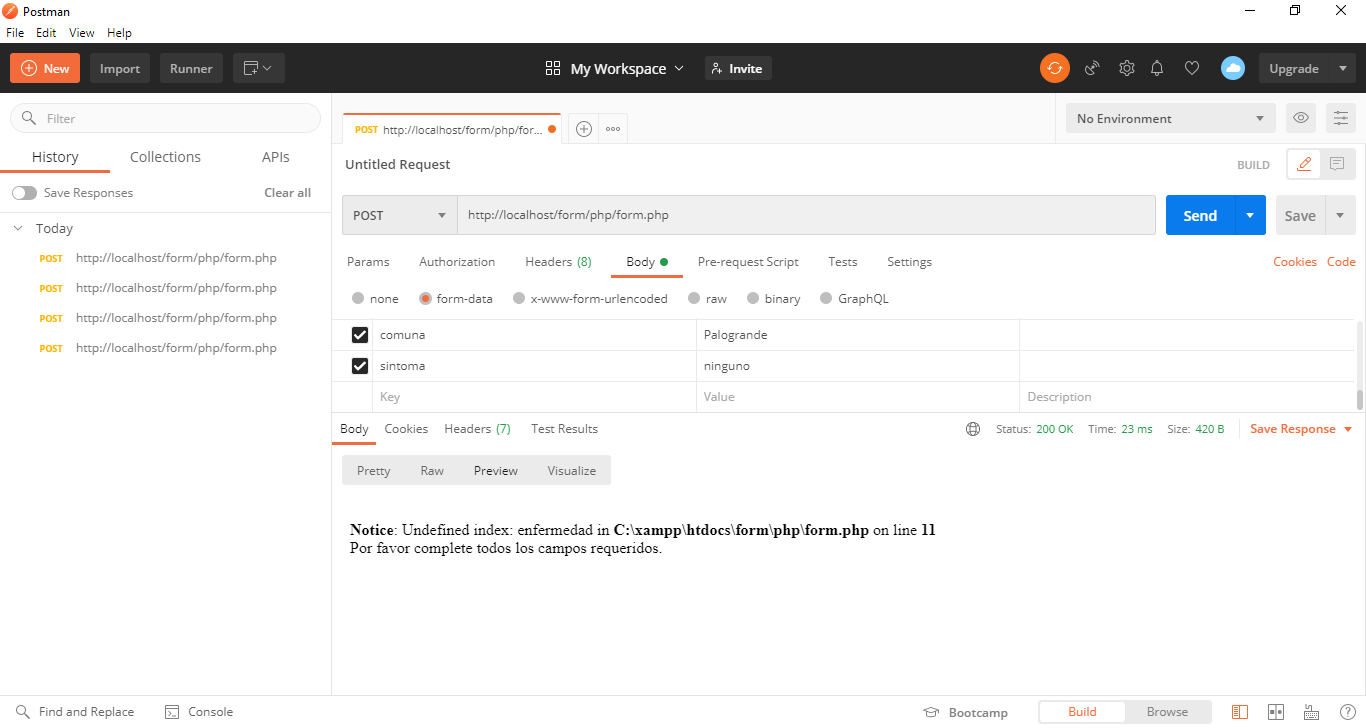 Postman
File Edit View Help
New Import Runner My Workspace Invite Upgrade
Filter
History Collections APIs
Save Responses Clear all
Today
POST http://localhost/form/php/form.php
POST http://localhost/form/php/form.php
POST http://localhost/form/php/form.php
POST http://localhost/form/php/form.php
POST http://localhost/form/php/for... No Environment
Untitled Request BUILD
POST http://localhost/form/php/form.php Send Save
Params Authorization Headers (8) Body Pre-request Script Tests Settings Cookies Code
none form-data x-www-form-urlencoded raw binary GraphQL
comuna Palogrande
sintoma ninguno
Key Value Description
Body Cookies Headers (7) Test Results Status: 200 OK Time: 23 ms Size: 420 B Save Response
Pretty Raw Preview Visualize
Notice: Undefined index: enfermedad in C:\xampp\htdocs\form\php\form.php on line 11
Por favor complete todos los campos requeridos.
Find and Replace Console Bootcamp Build Browse